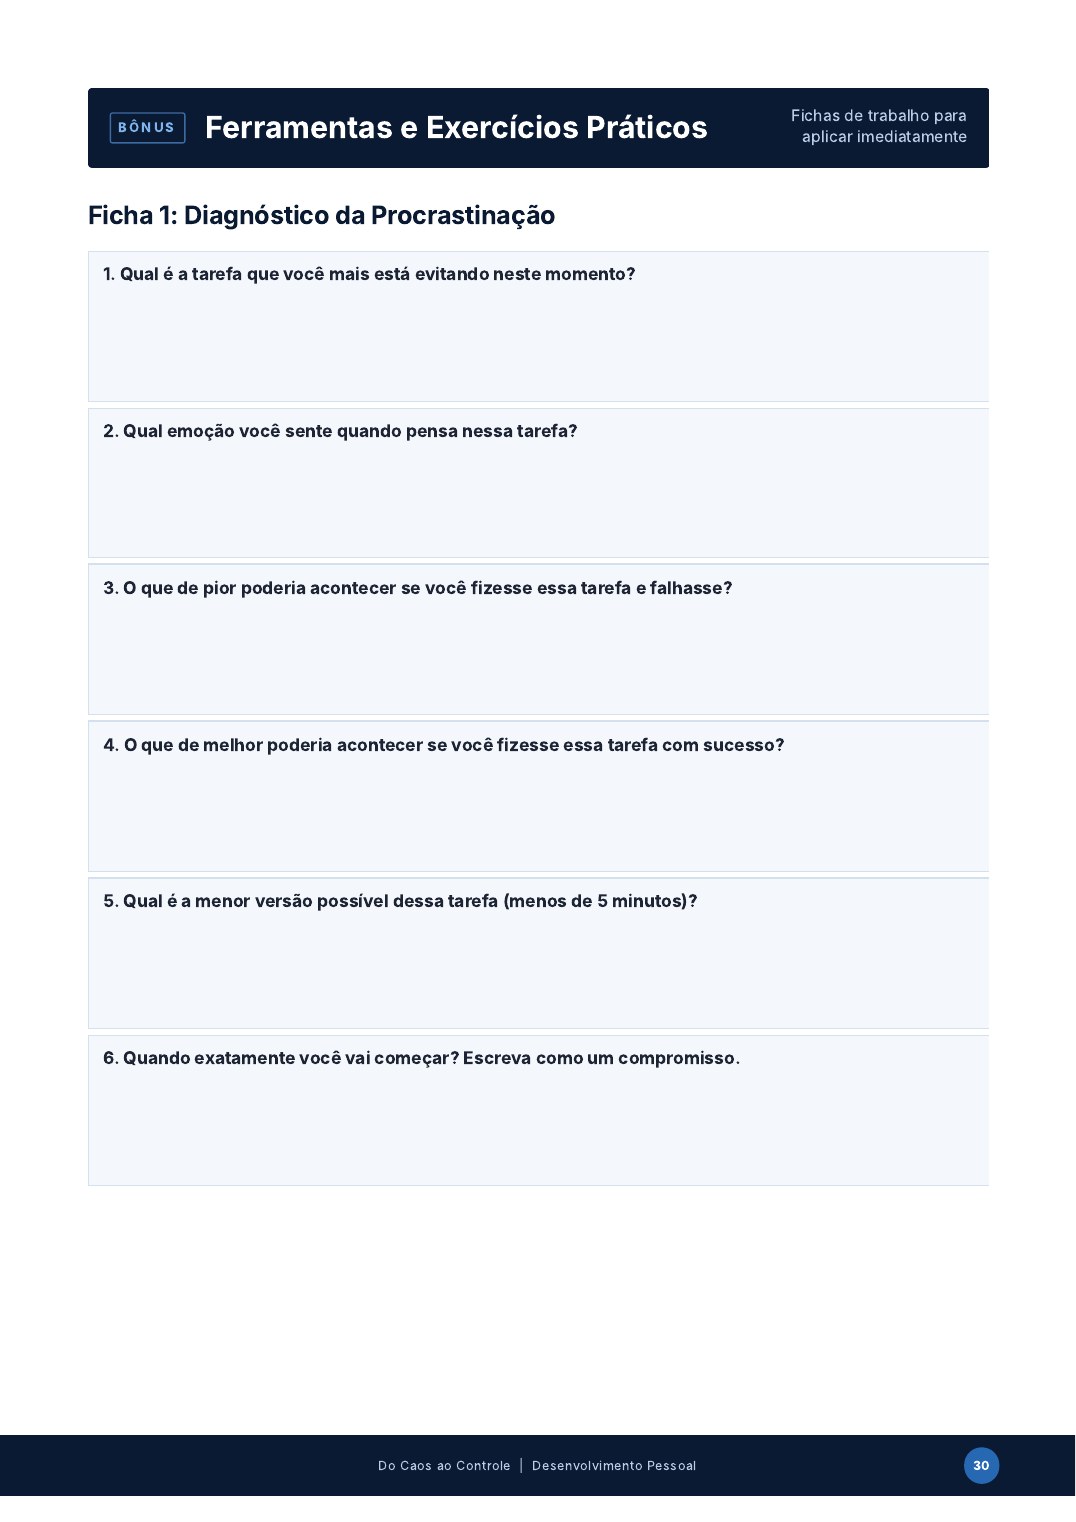 BÔNUS
Ferramentas e Exercícios Práticos
Fichas de trabalho para
aplicar imediatamente
Ficha 1: Diagnóstico da Procrastinação
1. Qual é a tarefa que você mais está evitando neste momento?
2. Qual emoção você sente quando pensa nessa tarefa?
3. O que de pior poderia acontecer se você fizesse essa tarefa e falhasse?
4. O que de melhor poderia acontecer se você fizesse essa tarefa com sucesso?
5. Qual é a menor versão possível dessa tarefa (menos de 5 minutos)?
6. Quando exatamente você vai começar? Escreva como um compromisso.
Do Caos ao Controle | Desenvolvimento Pessoal
30